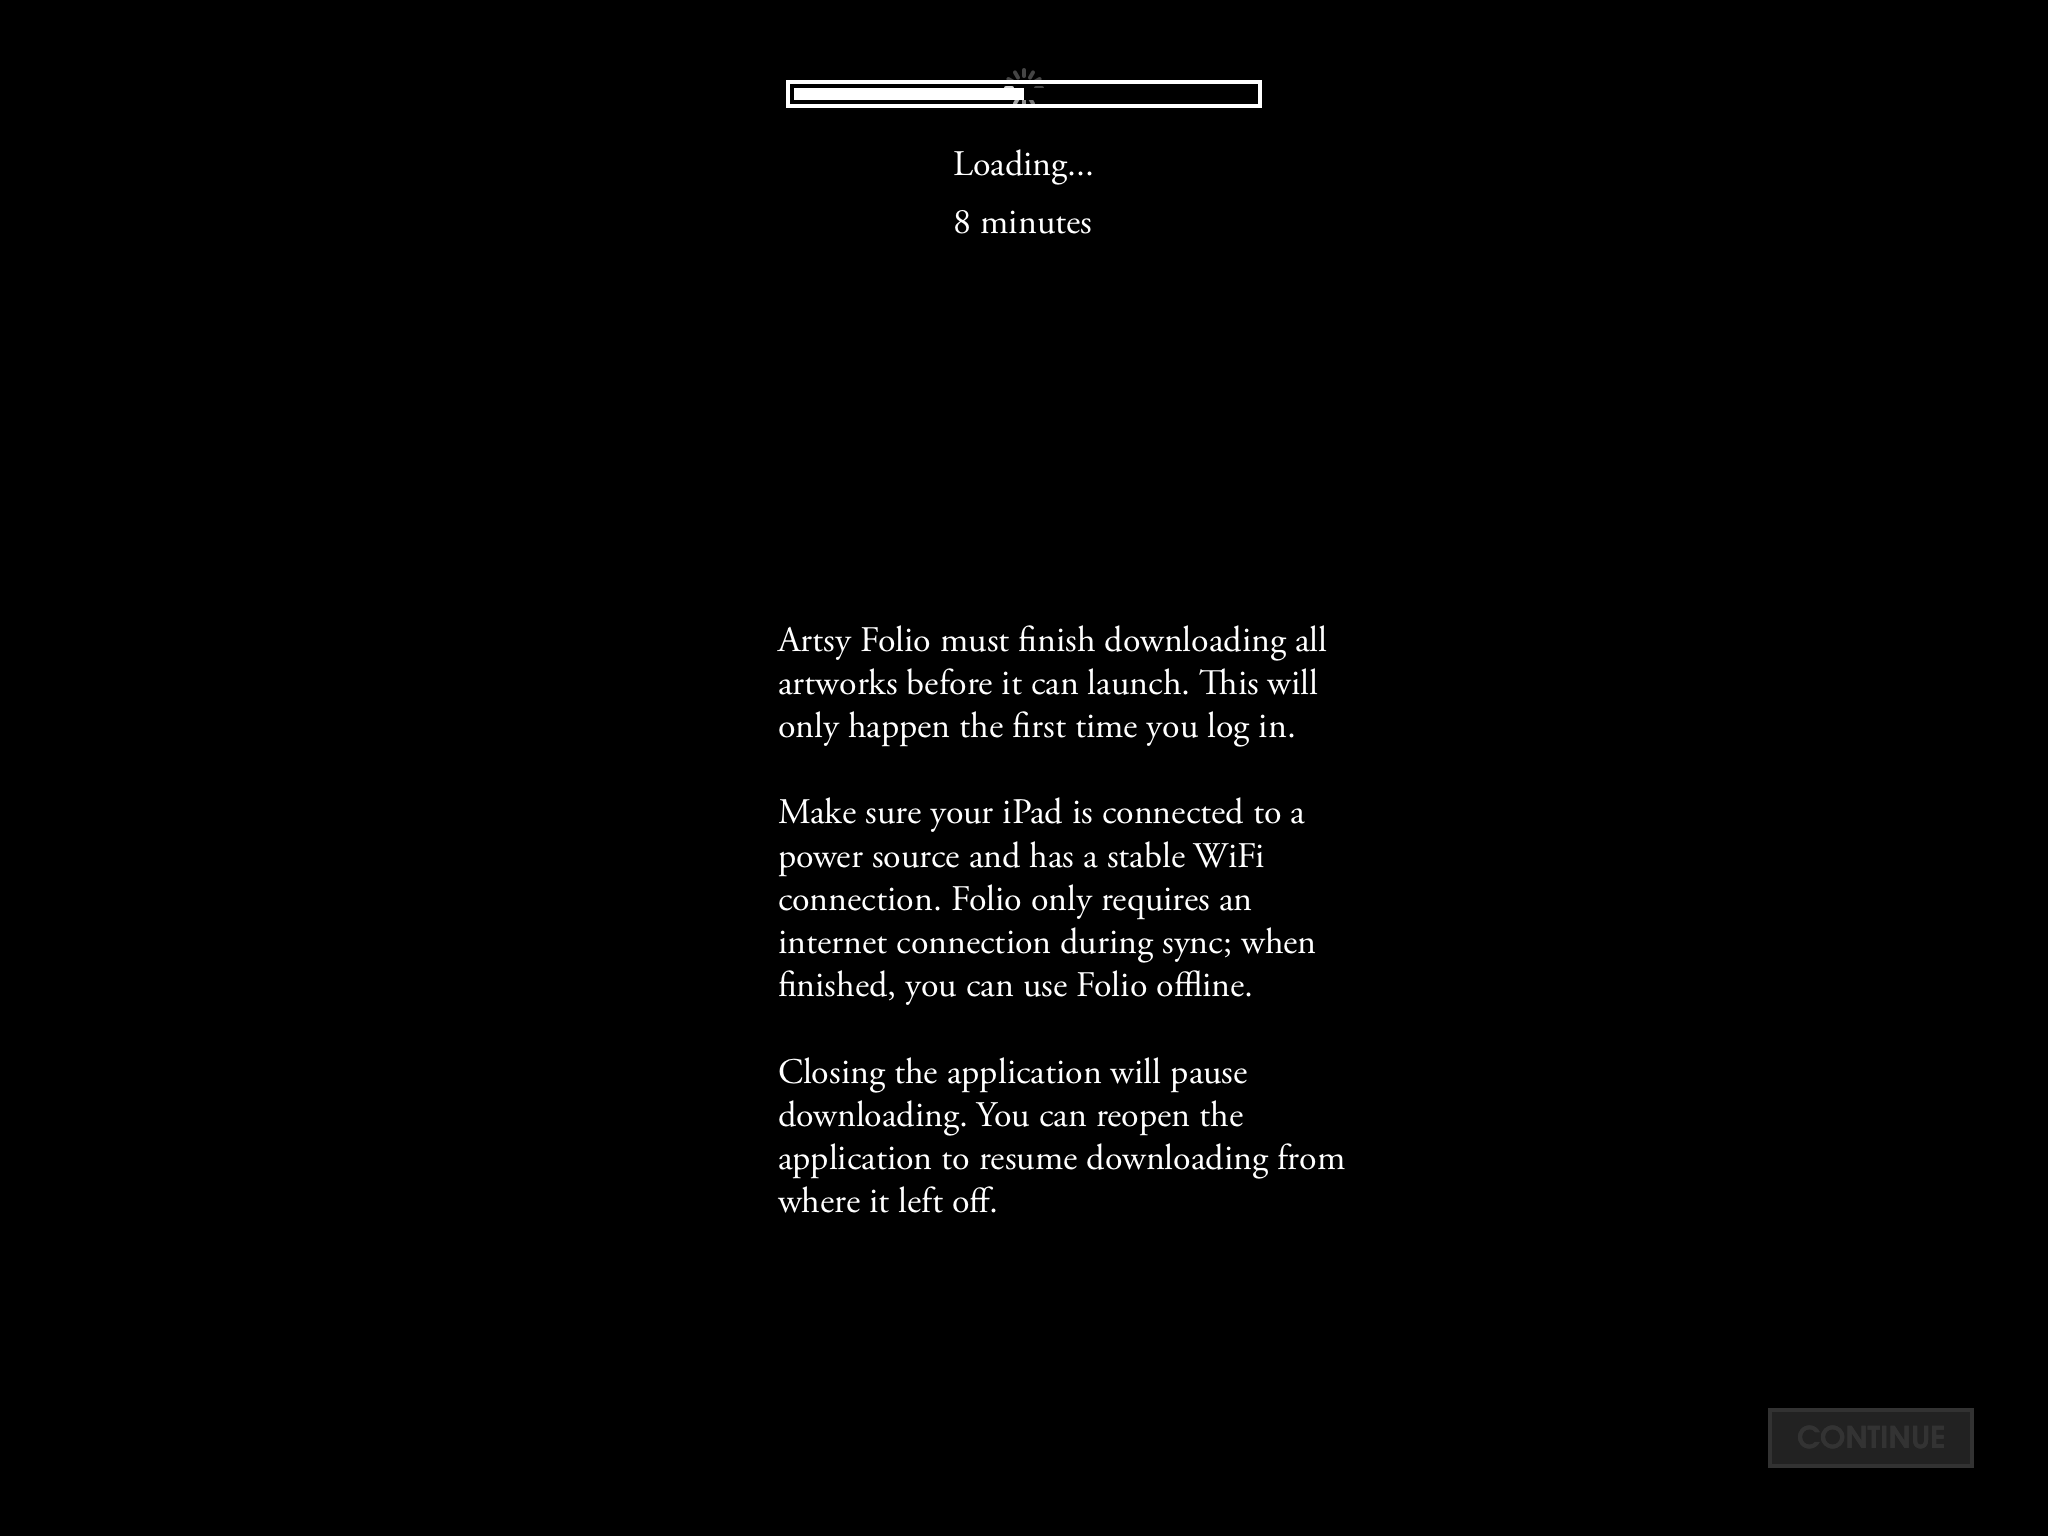 Loading...
8 minutes
Artsy Folio must finish downloading all
artworks before it can launch. This will
only happen the first time you log in.
Make sure your iPad is connected to a
power source and has a stable WiFi
connection. Folio only requires an
internet connection during sync; when
finished, you can use Folio offline.
Closing the application will pause
downloading. You can reopen the
application to resume downloading from
where it left off.
CONTINUE